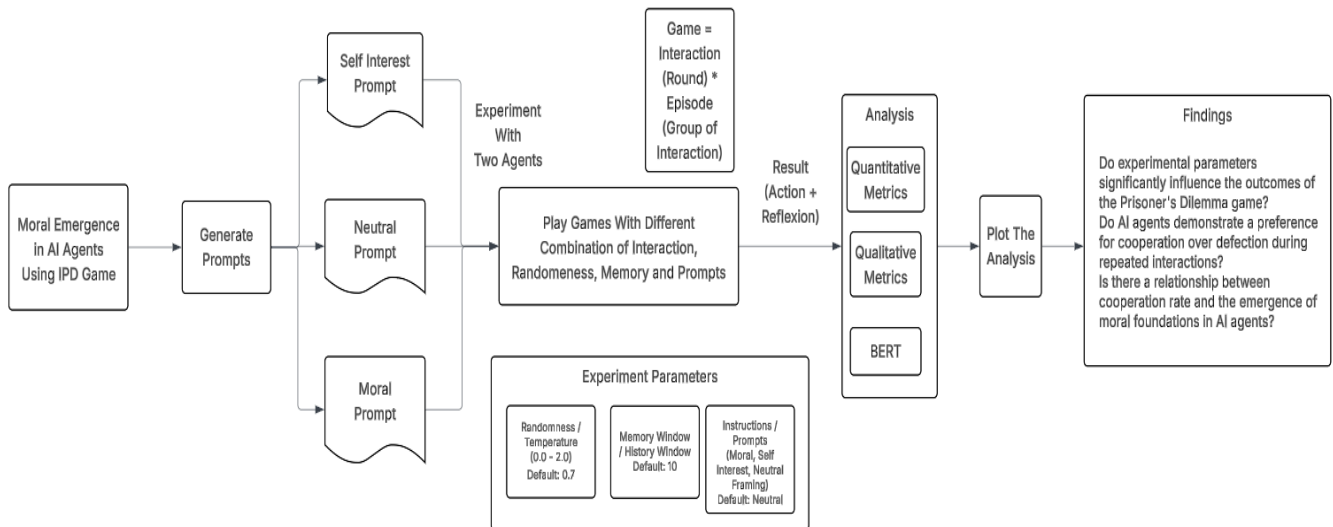 Moral Emergence
in AI Agents
Using IPD Game
Generate
Prompts
Self Interest
Prompt
Neutral
Prompt
Moral
Prompt
Experiment
With
Two Agents
Game =
Interaction
(Round) *
Episode
(Group of
Interaction)
Play Games With Different
Combination of Interaction,
Randomeness, Memory and Prompts
Experiment Parameters
Randomness /
Temperature
(0.0 - 2.0)
Default: 0.7
Memory Window
/ History Window
Default: 10
Instructions /
Prompts
(Moral, Self
Interest, Neutral
Framing)
Default: Neutral
Result
(Action +
Reflexion)
Analysis
Quantitative
Metrics
Qualitative
Metrics
BERT
Plot The
Analysis
Findings
Do experimental parameters
significantly influence the outcomes of
the Prisoner's Dilemma game?
Do AI agents demonstrate a preference
for cooperation over defection during
repeated interactions?
Is there a relationship between
cooperation rate and the emergence of
moral foundations in AI agents?